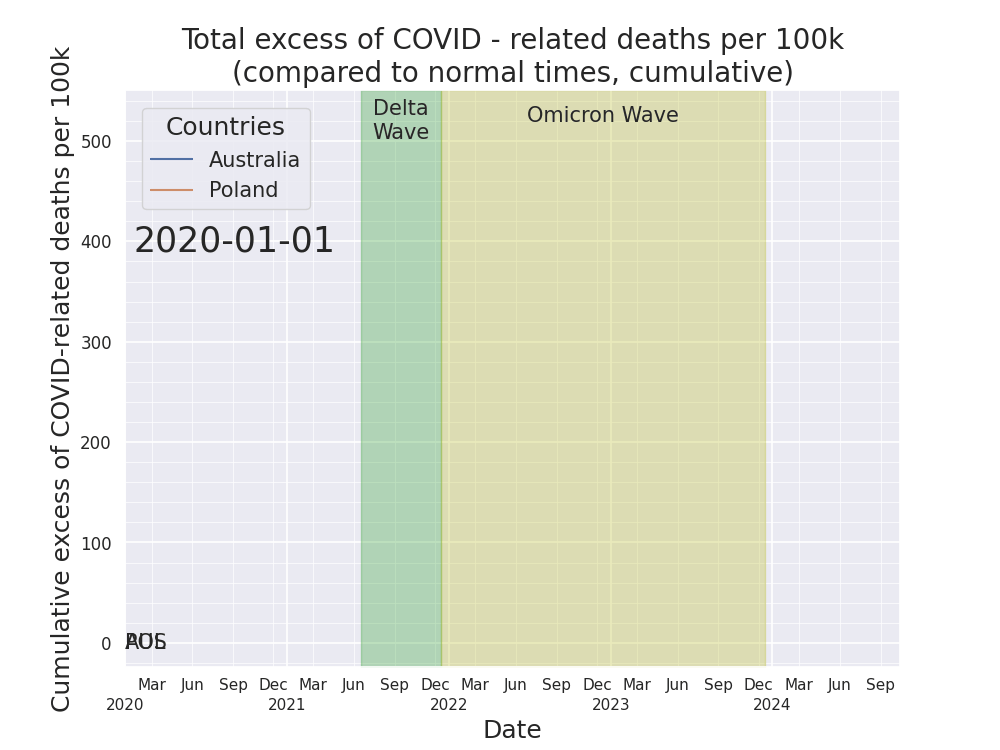 Total excess of COVID - related deaths per 100k
(compared to normal times, cumulative)
Cumulative excess of COVID-related deaths per 100k
Countries
Australia
Poland
2020-01-01
Delta
Wave
Omicron Wave
500
400
300
200
100
0
AUS
POL
Mar Jun Sep Dec Mar Jun Sep Dec Mar Jun Sep Dec Mar Jun Sep Dec Mar Jun Sep
2020 2021 2022 2023 2024
Date